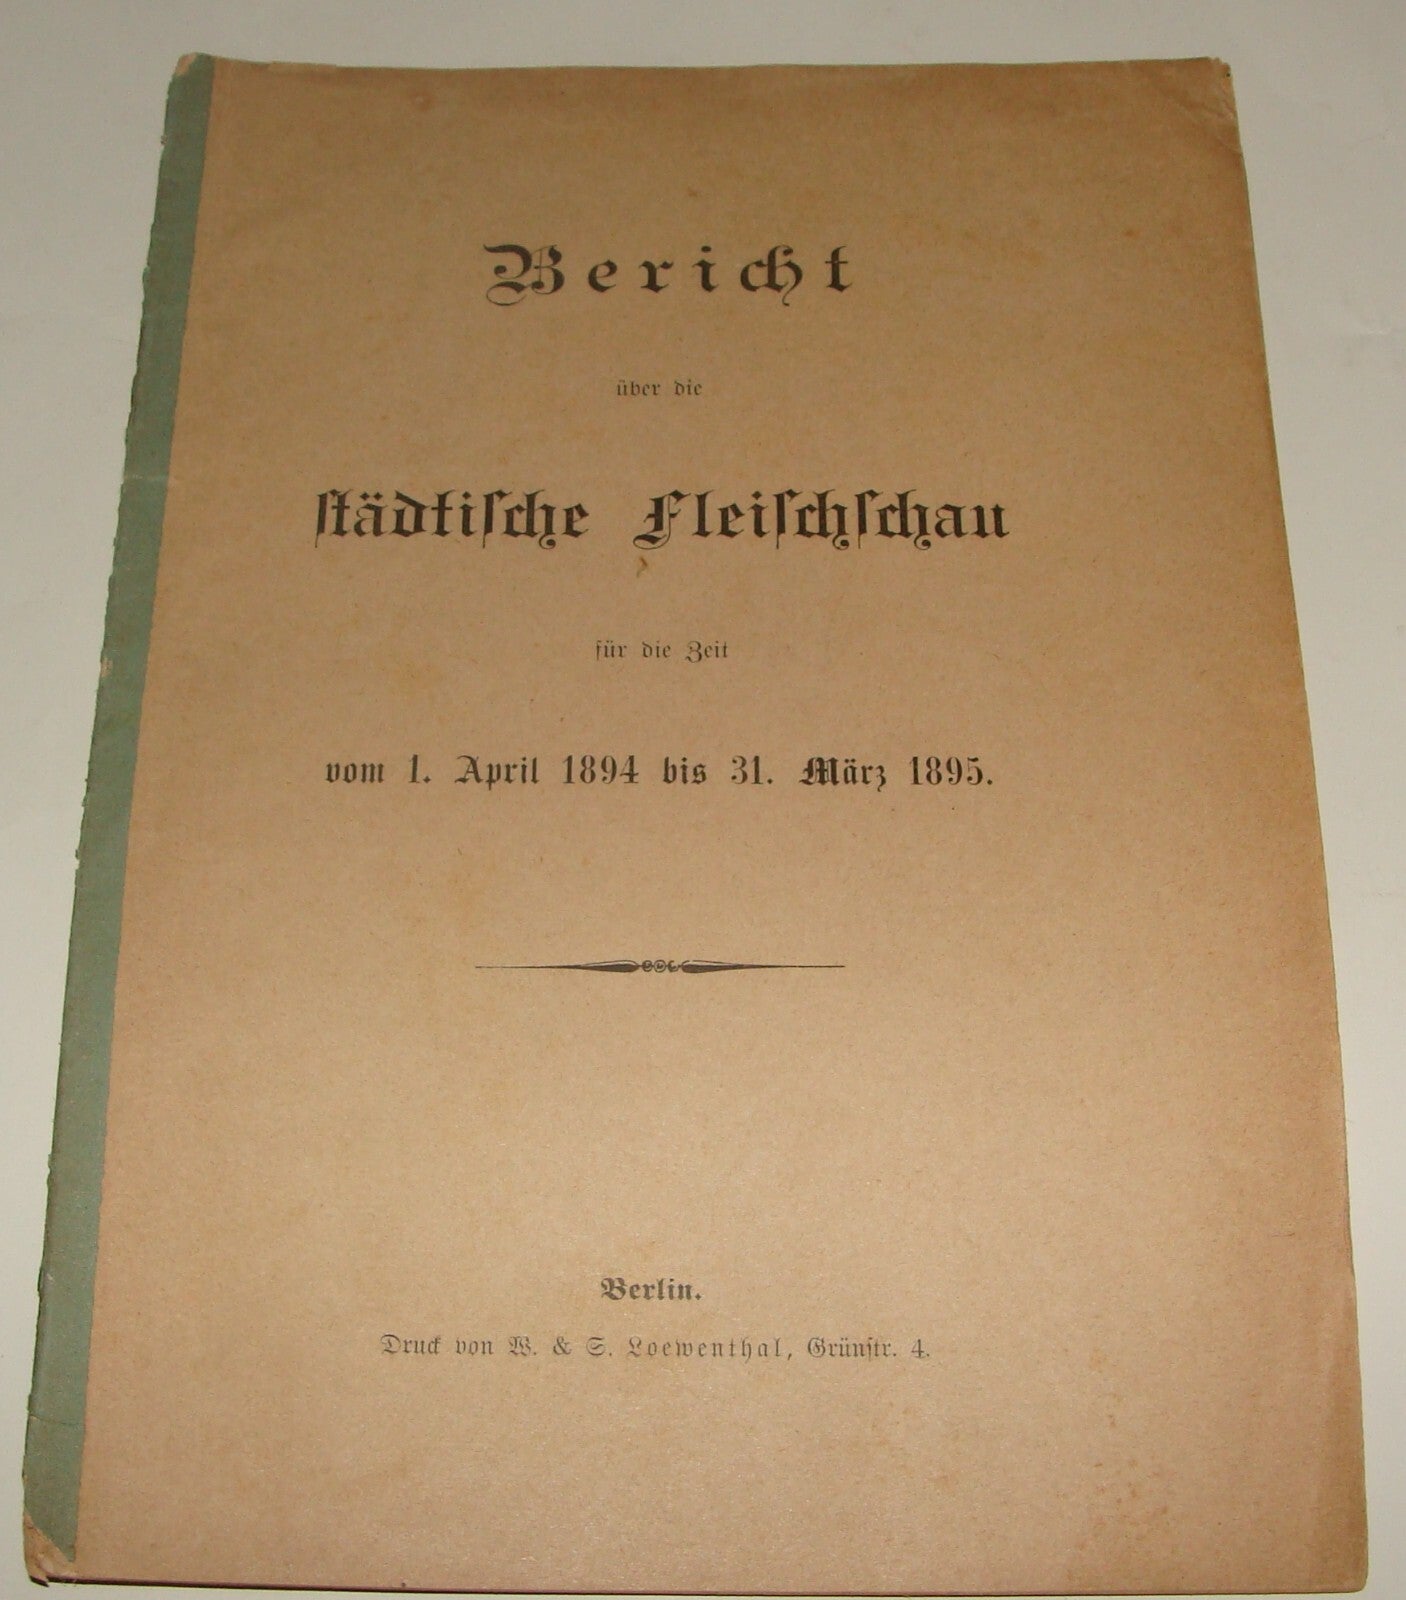 Bericht
über die
städtische Fleischschau
für die Zeit
vom 1. April 1894 bis 31. März 1895.
Berlin.
Druck von W. & S. Loewenthal, Grünstr. 4.